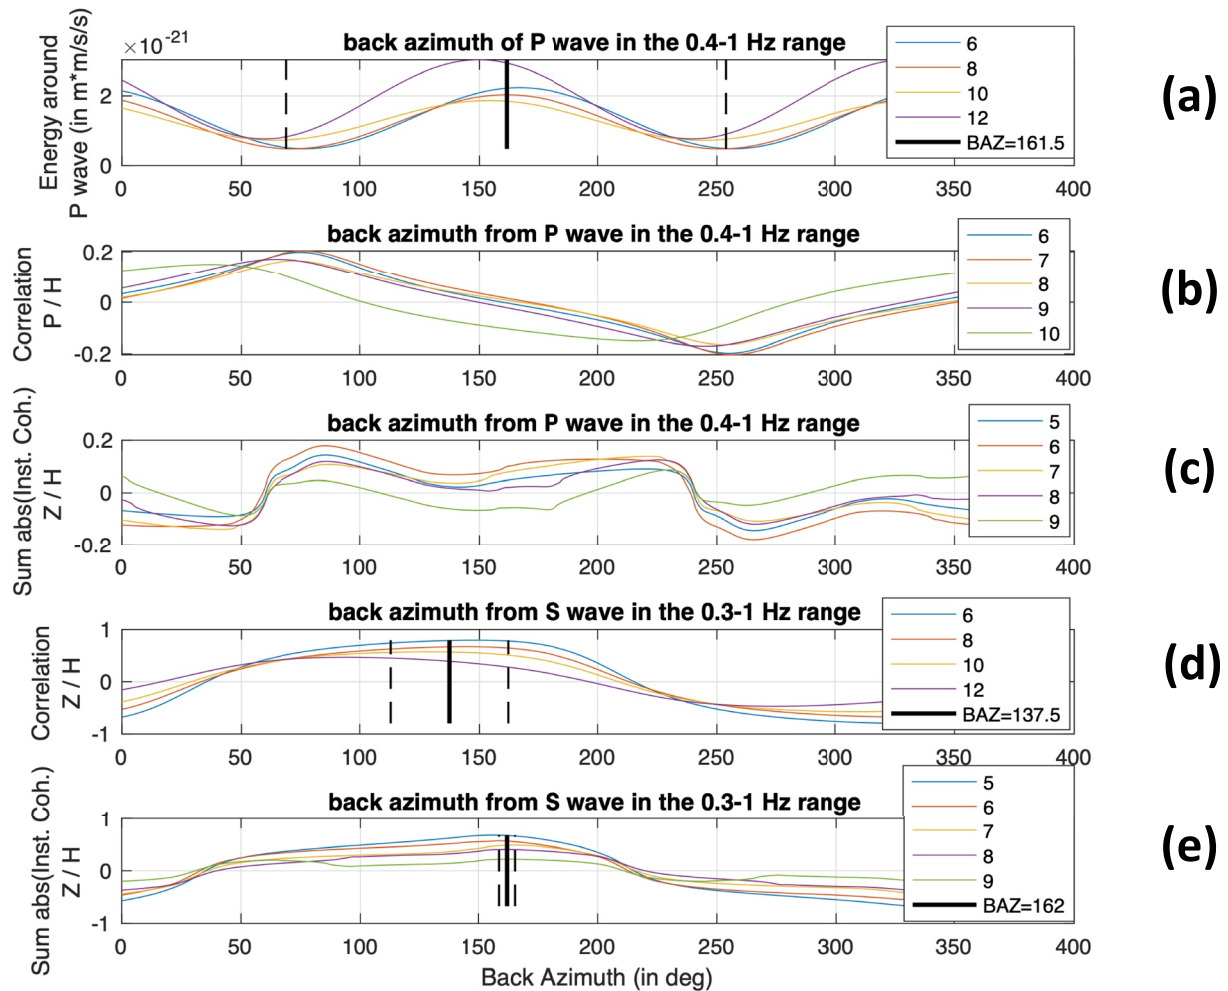 ×10^-21
back azimuth of P wave in the 0.4-1 Hz range
Energy around
P wave (in m*m/s/s)
2
0
0 50 100 150 200 250 300 350 400
6
8
10
12
BAZ=161.5
(a)
back azimuth from P wave in the 0.4-1 Hz range
Correlation
P / H
0.2
0
-0.2
0 50 100 150 200 250 300 350 400
6
7
8
9
10
(b)
back azimuth from P wave in the 0.4-1 Hz range
Sum abs(Inst. Coh.)
Z / H
0.2
0
-0.2
0 50 100 150 200 250 300 350 400
5
6
7
8
9
(c)
back azimuth from S wave in the 0.3-1 Hz range
Correlation
Z / H
1
0
-1
0 50 100 150 200 250 300 350 400
6
8
10
12
BAZ=137.5
(d)
back azimuth from S wave in the 0.3-1 Hz range
Sum abs(Inst. Coh.)
Z / H
1
0
-1
0 50 100 150 200 250 300 350 400
5
6
7
8
9
BAZ=162
(e)
Back Azimuth (in deg)